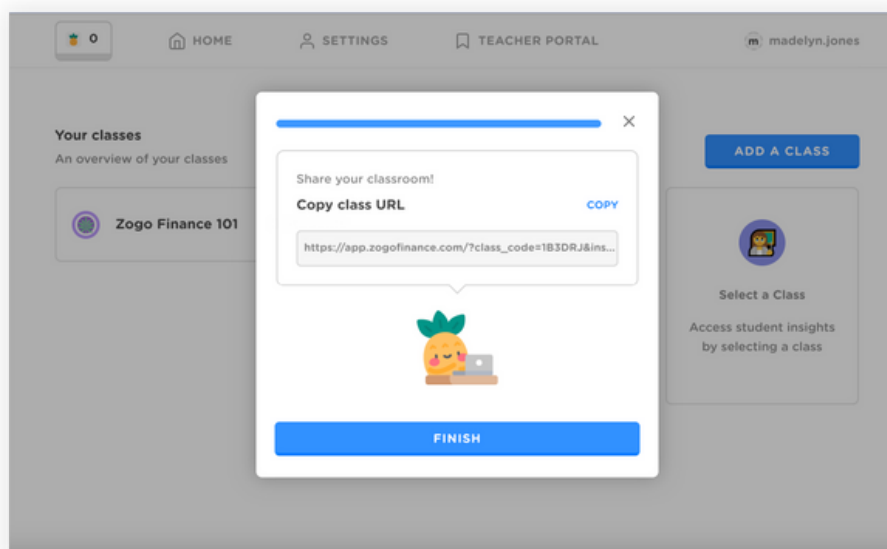 0
HOME
SETTINGS
TEACHER PORTAL
m madelyn.jones
Your classes
An overview of your classes
ADD A CLASS
Zogo Finance 101
Share your classroom!
Copy class URL
COPY
https://app.zogofinance.com/?class_code=1B3DRJ&ins...
FINISH
Select a Class
Access student insights
by selecting a class